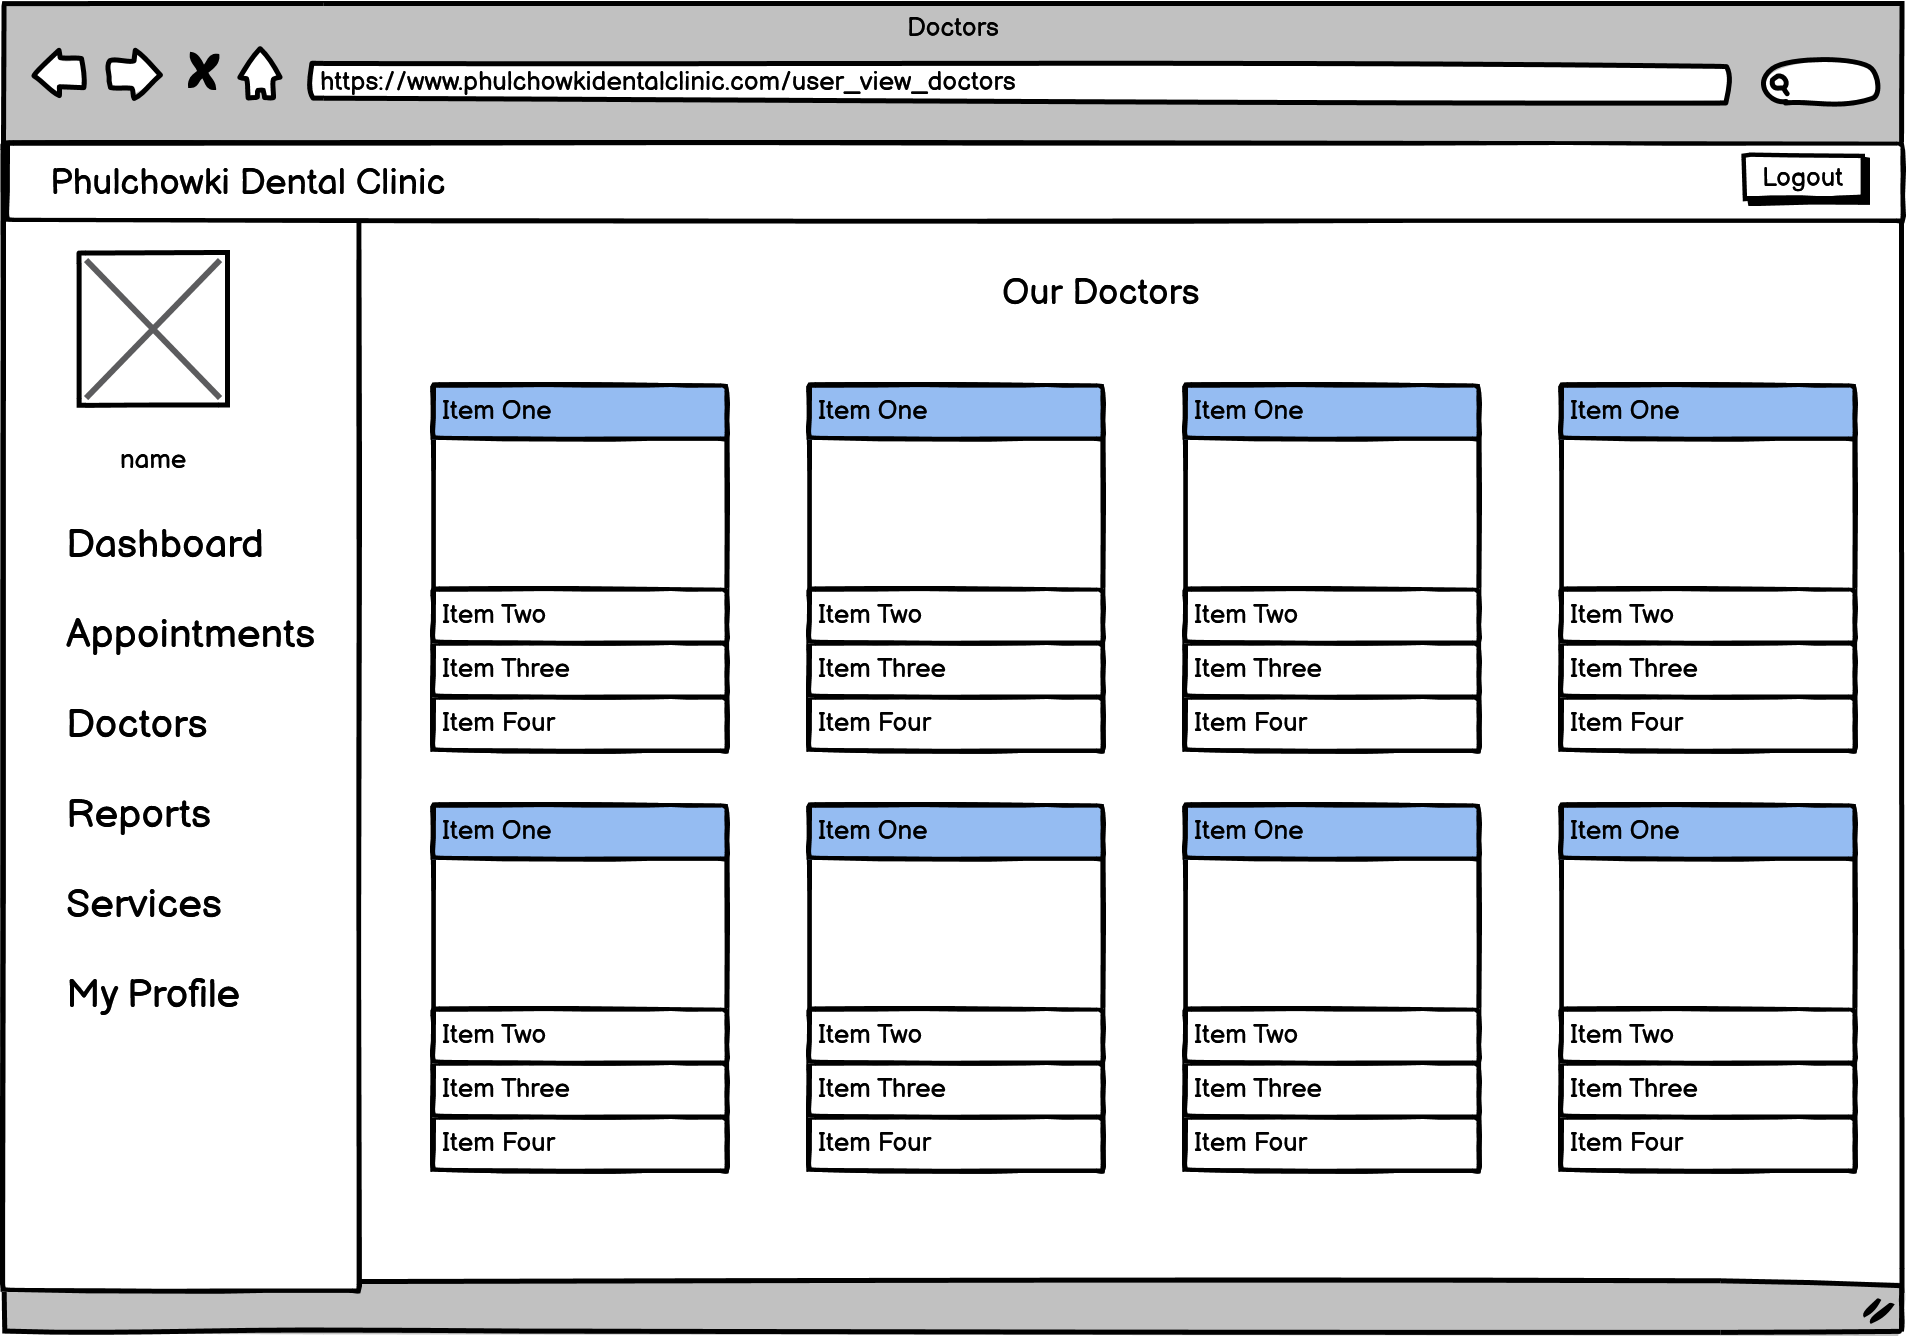 Doctors
https://www.phulchowkidentalclinic.com/user_view_doctors
Phulchowki Dental Clinic
Logout
name
Dashboard
Appointments
Doctors
Reports
Services
My Profile
Our Doctors
Item One
Item Two
Item Three
Item Four
Item One
Item Two
Item Three
Item Four
Item One
Item Two
Item Three
Item Four
Item One
Item Two
Item Three
Item Four
Item One
Item Two
Item Three
Item Four
Item One
Item Two
Item Three
Item Four
Item One
Item Two
Item Three
Item Four
Item One
Item Two
Item Three
Item Four